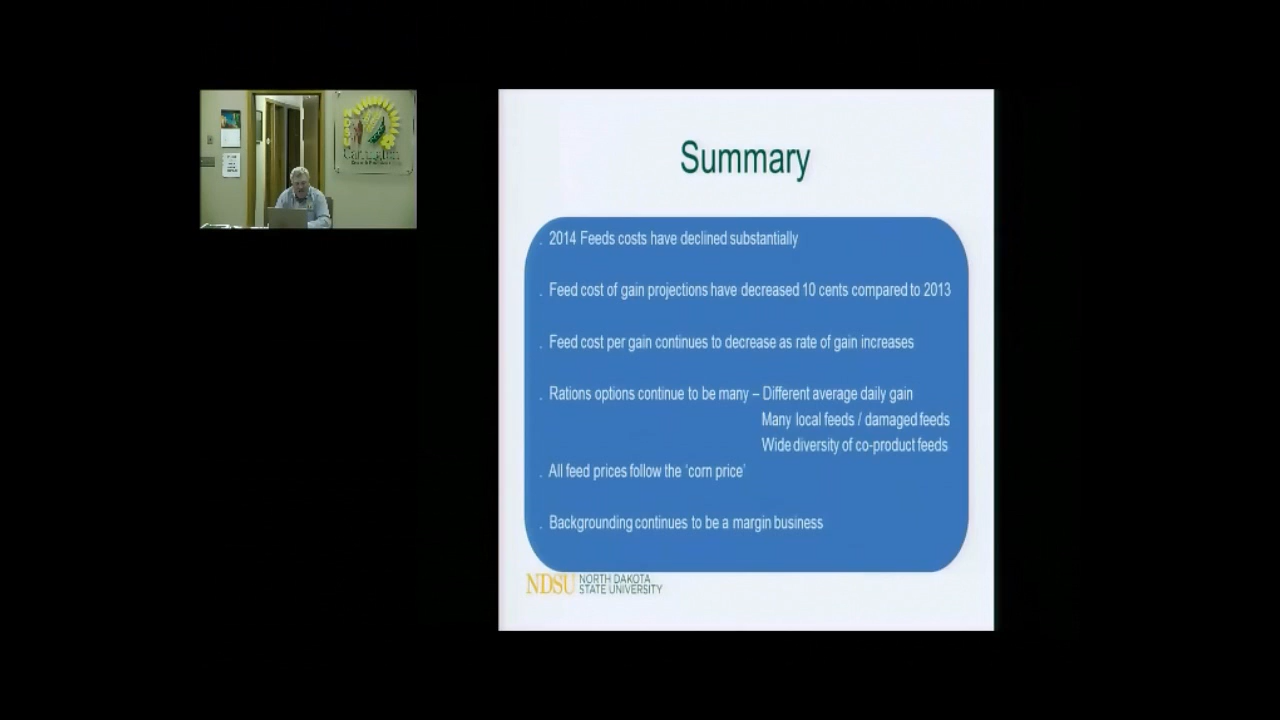 Summary
. 2014 Feeds costs have declined substantially
. Feed cost of gain projections have decreased 10 cents compared to 2013
. Feed cost per gain continues to decrease as rate of gain increases
. Rations options continue to be many – Different average daily gain
Many local feeds / damaged feeds
Wide diversity of co-product feeds
. All feed prices follow the 'corn price'
. Backgrounding continues to be a margin business
NDSU NORTH DAKOTA
STATE UNIVERSITY